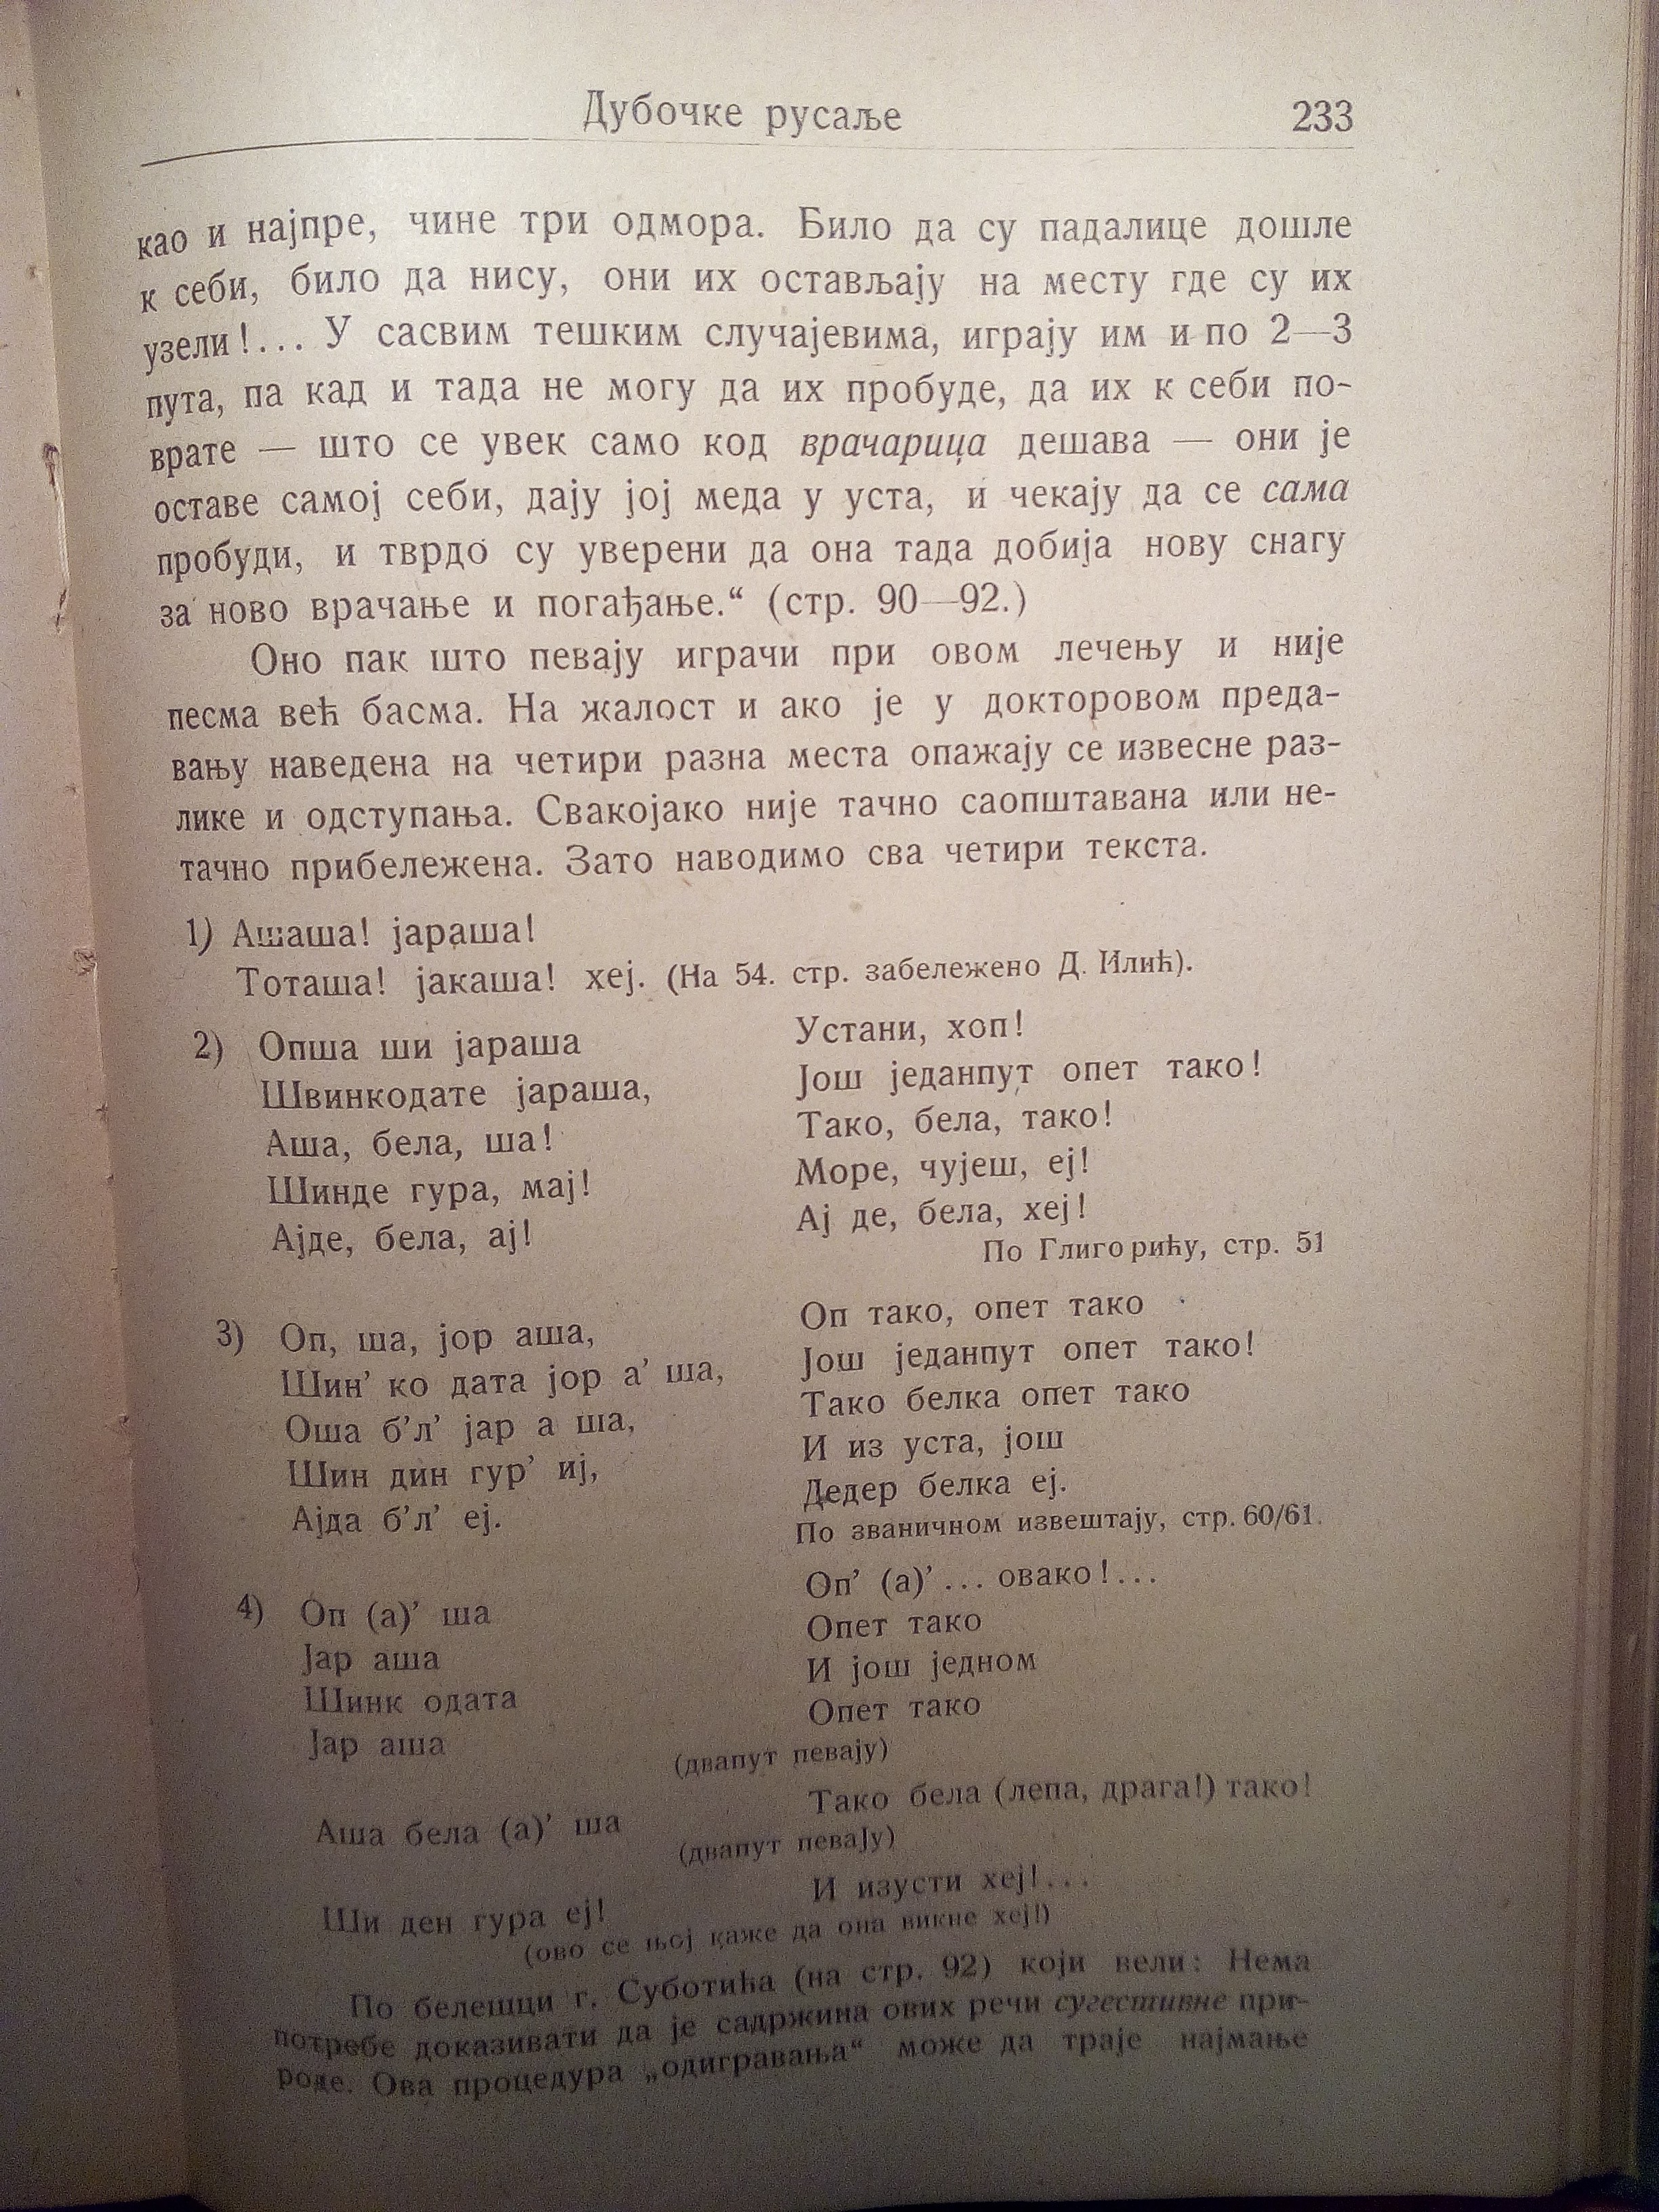 Дубочке русаље 233
као и најпре, чине три одмора. Било да су падалице дошле
к себи, било да нису, они их остављају на месту где су их
узели!... У сасвим тешким случајевима, играју им и по 2—3
пута, па кад и тада не могу да их пробуде, да их к себи по-
врате — што се увек само код врачарица дешава — они је
оставе самој себи, дају јој меда у уста, и чекају да се сама
пробуди, и тврдо су уверени да она тада добија нову снагу
за ново врачање и погађање.“ (стр. 90—92.)
Оно пак што певају играчи при овом лечењу и није
песма већ басма. На жалост и ако је у докторовом преда-
вању наведена на четири разна места опажају се извесне раз-
лике и одступања. Свакојако није тачно саопштавана или не-
тачно прибележена. Зато наводимо сва четири текста.
1) Ашаша! јараша!
Тоташа! јакаша! хеј. (На 54. стр. забележено Д. Илић).
2) Опша ши јараша Устани, хоп!
Швинкодате јараша, Још једанпут опет тако!
Аша, бела, ша! Тако, бела, тако!
Шинде гура, мај! Море, чујеш, еј!
Ајде, бела, ај! Ај де, бела, хеј!
По Глигорићу, стр. 51
3) Оп, ша, јор аша, Оп тако, опет тако
Шин’ ко дата јор а’ ша, Још једанпут опет тако!
Оша б’л’ јар а ша, Тако белка опет тако
Шин дин гур’ иј, И из уста, још
Ајда б’л’ еј. Дедер белка еј.
По званичном извештају, стр. 60/61.
4) Оп (а)’ ша Оп’ (а)’... овако!...
Јар аша Опет тако
Шинк одата И још једном
Јар аша Опет тако
(двапут певају)
Аша бела (а)’ ша Тако бела (лепа, драга!) тако!
(двапут певају)
Ши ден гура еј! И изусти хеј!...
(ово се њој каже да она викне хеј!)
По белешци г. Суботића (на стр. 92) који вели: Нема
потребе доказивати да је садржина ових речи сугестивне при-
роде. Ова процедура „одигравања“ може да траје најмање